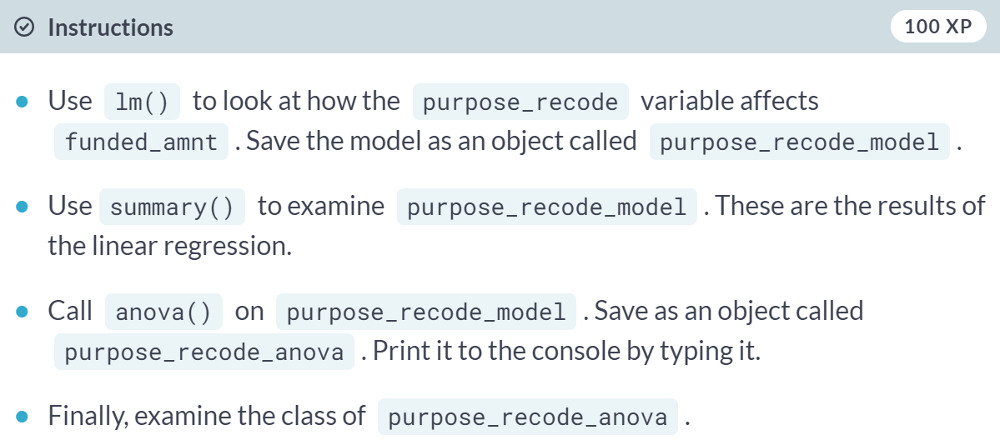 Instructions 100 XP
Use lm() to look at how the purpose_recode variable affects
funded_amnt . Save the model as an object called purpose_recode_model .
Use summary() to examine purpose_recode_model . These are the results of
the linear regression.
Call anova() on purpose_recode_model . Save as an object called
purpose_recode_anova . Print it to the console by typing it.
Finally, examine the class of purpose_recode_anova .